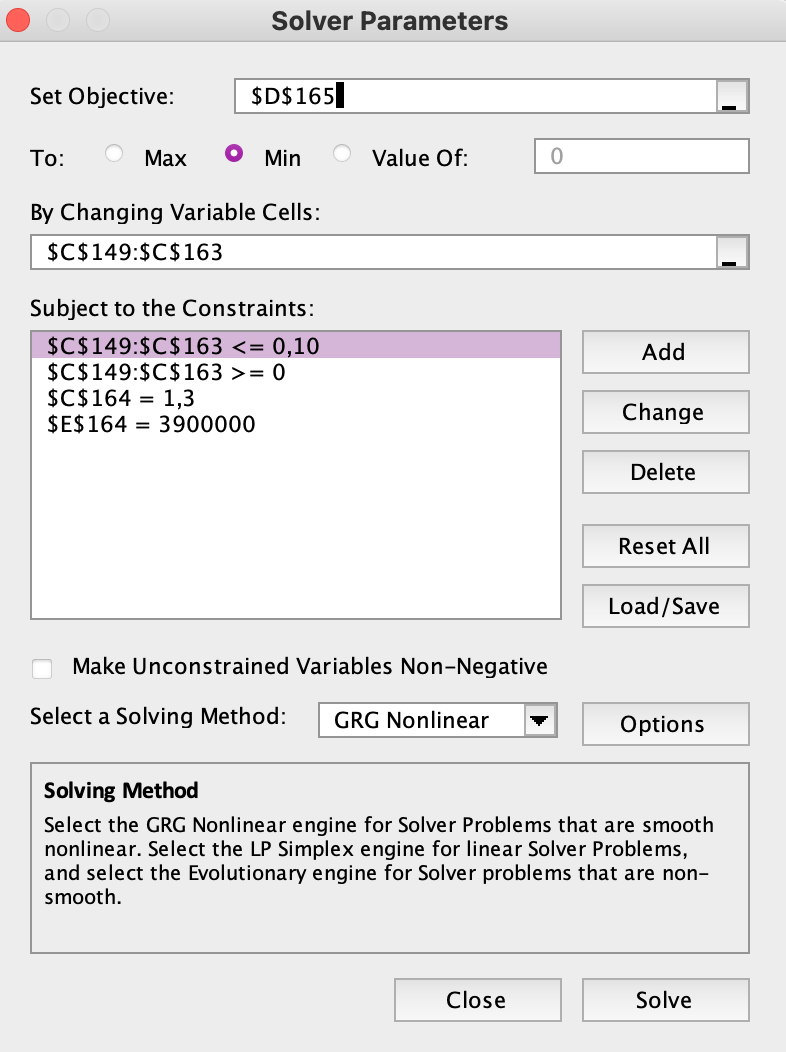 Solver Parameters
Set Objective: $D$165
To: Max Min Value Of: 0
By Changing Variable Cells:
$C$149:$C$163
Subject to the Constraints:
$C$149:$C$163 <= 0,10
$C$149:$C$163 >= 0
$C$164 = 1,3
$E$164 = 3900000
Add
Change
Delete
Reset All
Load/Save
Make Unconstrained Variables Non-Negative
Select a Solving Method: GRG Nonlinear Options
Solving Method
Select the GRG Nonlinear engine for Solver Problems that are smooth
nonlinear. Select the LP Simplex engine for linear Solver Problems,
and select the Evolutionary engine for Solver problems that are non-
smooth.
Close Solve